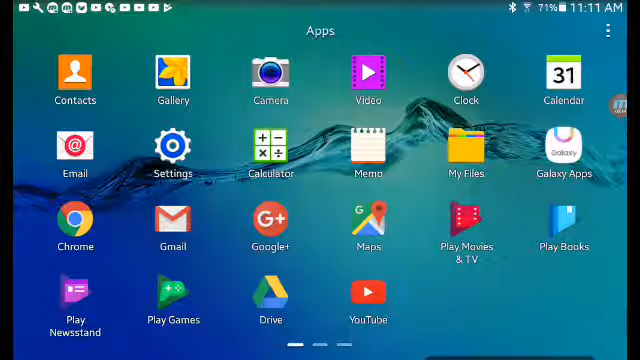 71% 11:11 AM
Apps
Contacts Gallery Camera Video Clock Calendar
31
Email Settings Calculator Memo My Files Galaxy Apps
Galaxy
Chrome Gmail Google+ Maps Play Movies & TV Play Books
Play Newsstand Play Games Drive YouTube